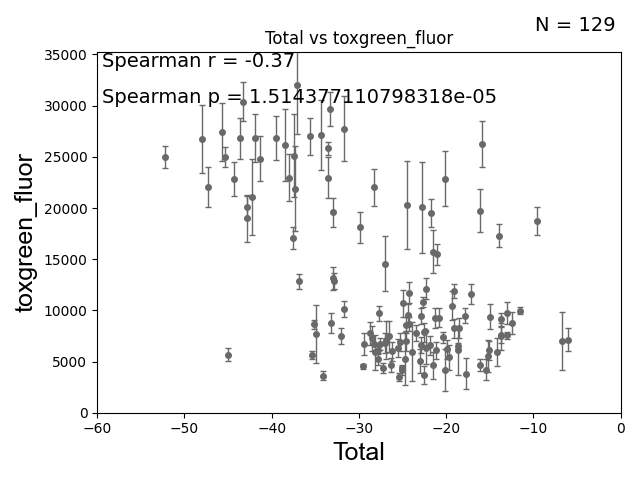 N = 129
Total vs toxgreen_fluor
Spearman r = -0.37
Spearman p = 1.514377110798318e-05
35000
30000
25000
20000
15000
10000
5000
0
toxgreen_fluor
−60 −50 −40 −30 −20 −10 0
Total